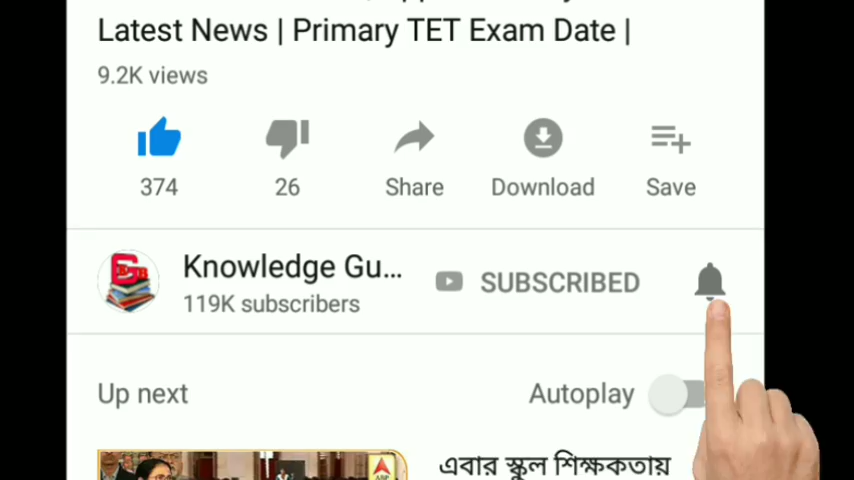 Latest News | Primary TET Exam Date |
9.2K views
374
26
Share
Download
Save
Knowledge Gu...
119K subscribers
SUBSCRIBED
Up next
Autoplay
এবার স্কুল শিক্ষকতায়